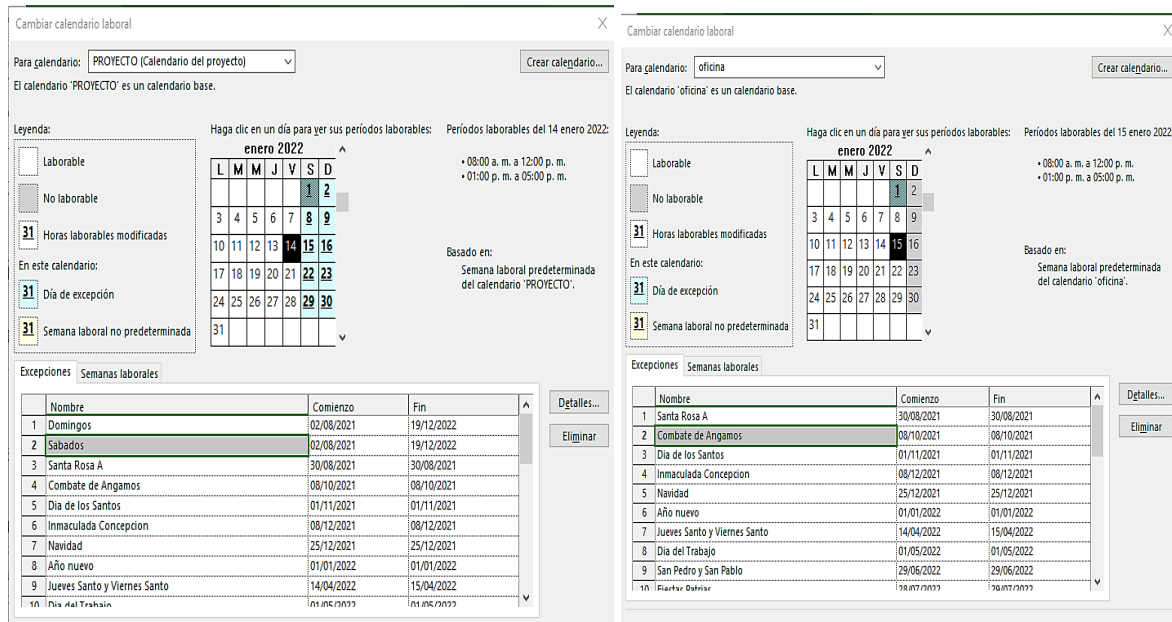 Cambiar calendario laboral
Para calendario: PROYECTO (Calendario del proyecto)
Crear calendario...
El calendario 'PROYECTO' es un calendario base.
Leyenda:
Laborable
No laborable
31 Horas laborables modificadas
En este calendario:
31 Día de excepción
31 Semana laboral no predeterminada
Haga clic en un día para ver sus períodos laborables:
enero 2022
L M M J V S D
1 2
3 4 5 6 7 8 9
10 11 12 13 14 15 16
17 18 19 20 21 22 23
24 25 26 27 28 29 30
31
Períodos laborables del 14 enero 2022:
• 08:00 a. m. a 12:00 p. m.
• 01:00 p. m. a 05:00 p. m.
Basado en:
Semana laboral predeterminada
del calendario 'PROYECTO'.
Excepciones Semanas laborales
Nombre Comienzo Fin
1 Domingos 02/08/2021 19/12/2022
2 Sabados 02/08/2021 19/12/2022
3 Santa Rosa A 30/08/2021 30/08/2021
4 Combate de Angamos 08/10/2021 08/10/2021
5 Dia de los Santos 01/11/2021 01/11/2021
6 Inmaculada Concepcion 08/12/2021 08/12/2021
7 Navidad 25/12/2021 25/12/2021
8 Año nuevo 01/01/2022 01/01/2022
9 Jueves Santo y Viernes Santo 14/04/2022 15/04/2022
10 Dia del Trabajo 01/05/2022 01/05/2022
Detalles...
Eliminar
Cambiar calendario laboral
Para calendario: oficina
Crear calendario...
El calendario 'oficina' es un calendario base.
Leyenda:
Laborable
No laborable
31 Horas laborables modificadas
En este calendario:
31 Día de excepción
31 Semana laboral no predeterminada
Haga clic en un día para ver sus períodos laborables:
enero 2022
L M M J V S D
1 2
3 4 5 6 7 8 9
10 11 12 13 14 15 16
17 18 19 20 21 22 23
24 25 26 27 28 29 30
31
Períodos laborables del 15 enero 2022
• 08:00 a. m. a 12:00 p. m.
• 01:00 p. m. a 05:00 p. m.
Basado en:
Semana laboral predeterminada
del calendario 'oficina'.
Excepciones Semanas laborales
Nombre Comienzo Fin
1 Santa Rosa A 30/08/2021 30/08/2021
2 Combate de Angamos 08/10/2021 08/10/2021
3 Dia de los Santos 01/11/2021 01/11/2021
4 Inmaculada Concepcion 08/12/2021 08/12/2021
5 Navidad 25/12/2021 25/12/2021
6 Año nuevo 01/01/2022 01/01/2022
7 Jueves Santo y Viernes Santo 14/04/2022 15/04/2022
8 Dia del Trabajo 01/05/2022 01/05/2022
9 San Pedro y San Pablo 29/06/2022 29/06/2022
10 Fiestas Patrias 28/07/2022 29/07/2022
Detalles...
Eliminar